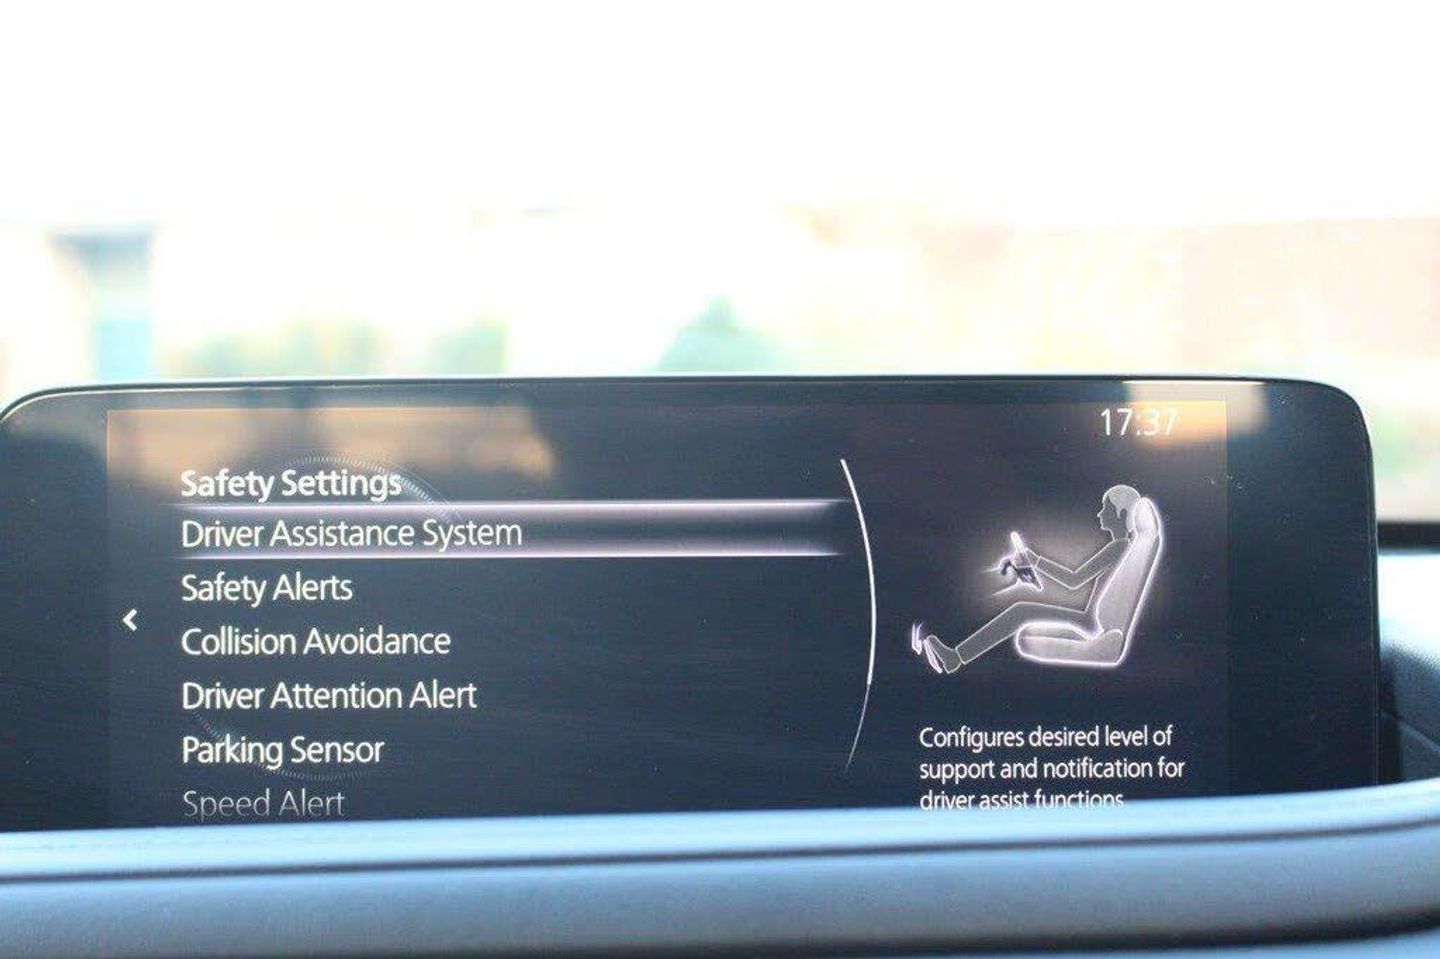 17:37
Safety Settings
Driver Assistance System
Safety Alerts
Collision Avoidance
Driver Attention Alert
Parking Sensor
Speed Alert
Configures desired level of
support and notification for
driver assist functions